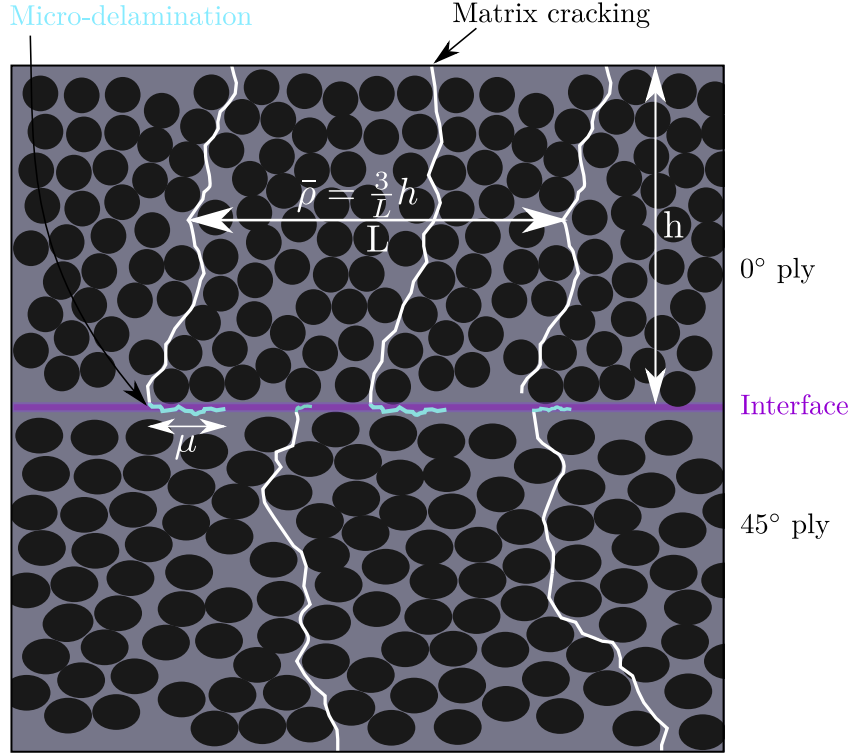 Micro-delamination
Matrix cracking
ρ̄ = 3/L h
L
h
0° ply
Interface
μ
45° ply